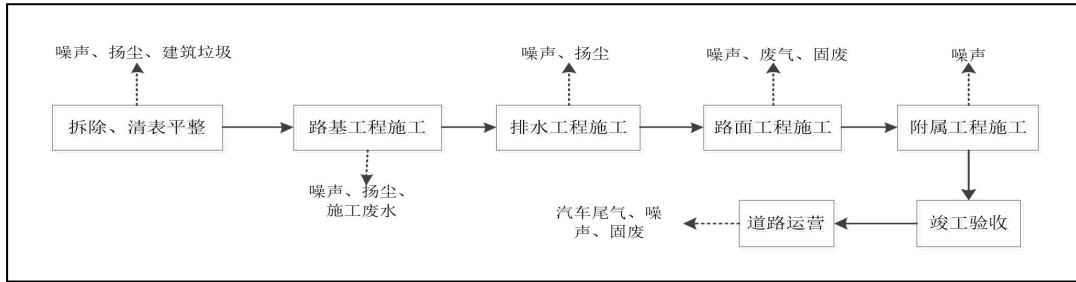 噪声、扬尘、建筑垃圾
噪声、扬尘
噪声、废气、固废
噪声
拆除、清表平整
路基工程施工
排水工程施工
路面工程施工
附属工程施工
噪声、扬尘、
施工废水
汽车尾气、噪
声、固废
道路运营
竣工验收